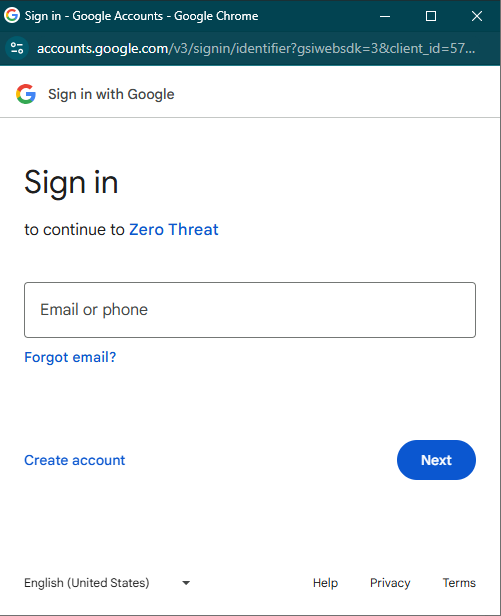 Sign in - Google Accounts - Google Chrome
accounts.google.com/v3/signin/identifier?gsiwebsdk=3&client_id=57...
Sign in with Google
Sign in
to continue to Zero Threat
Email or phone
Forgot email?
Create account
Next
English (United States)
Help
Privacy
Terms